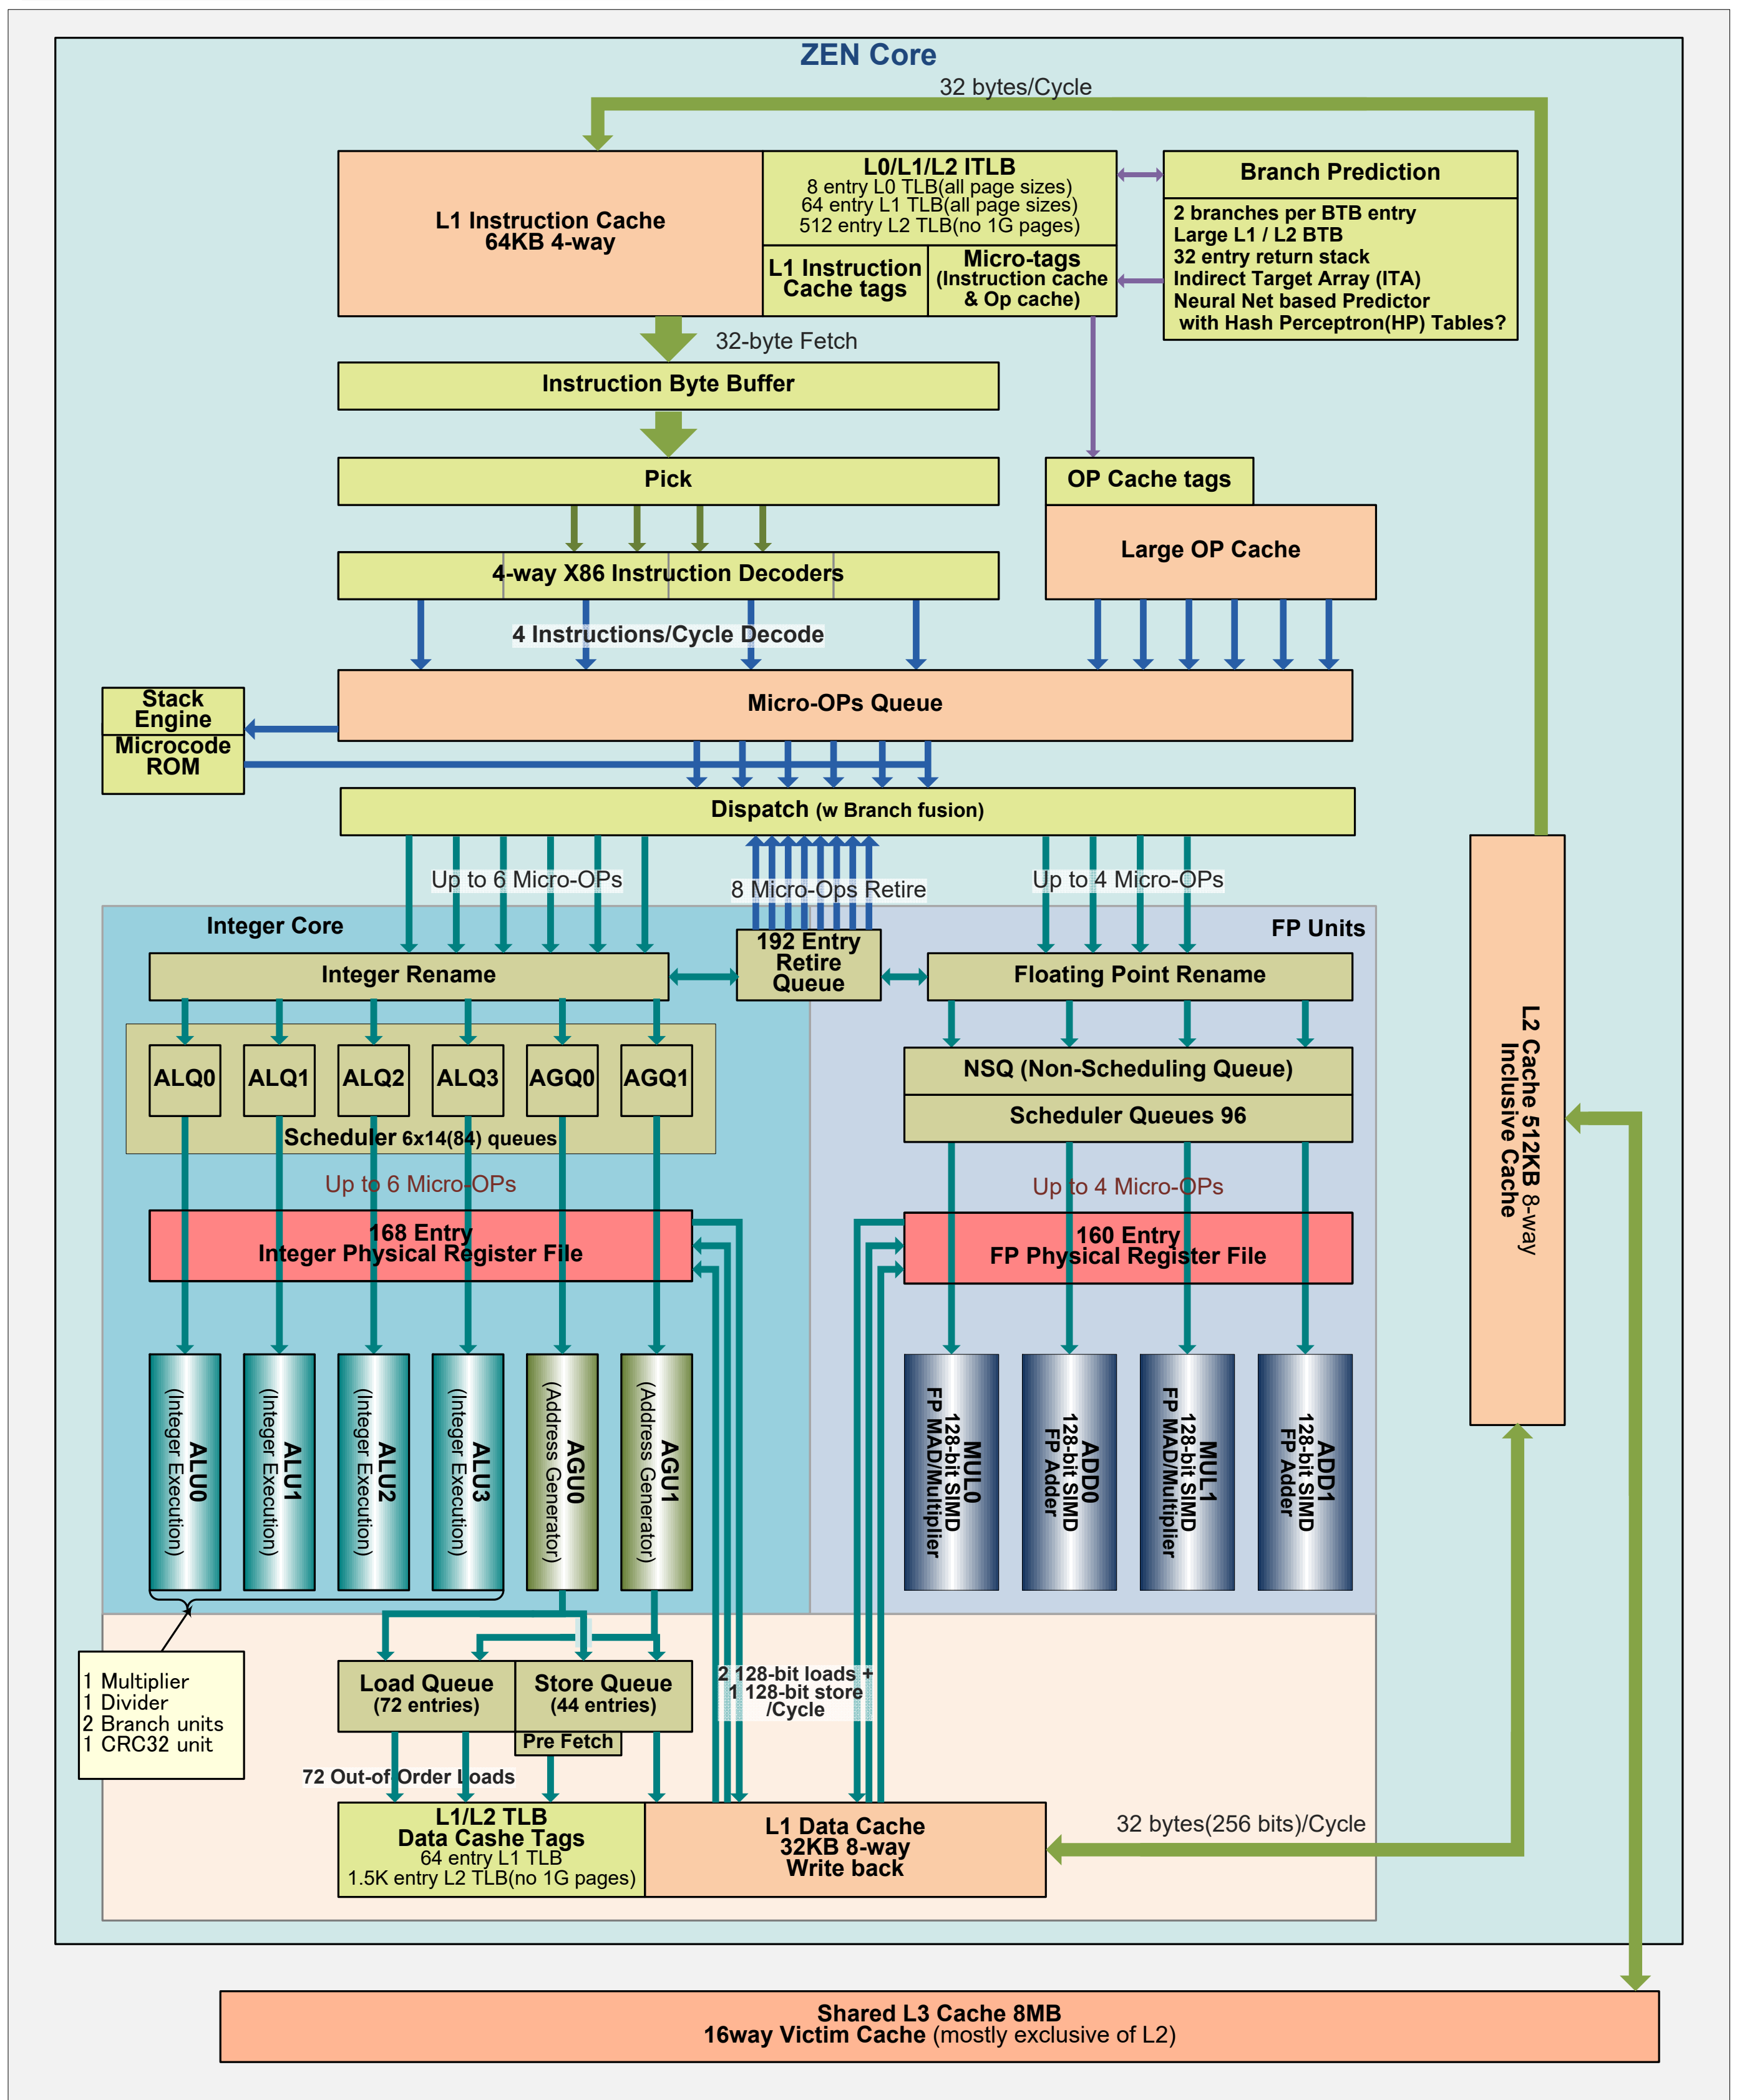 ZEN Core
32 bytes/Cycle
L1 Instruction Cache
64KB 4-way
L0/L1/L2 ITLB
8 entry L0 TLB(all page sizes)
64 entry L1 TLB(all page sizes)
512 entry L2 TLB(no 1G pages)
L1 Instruction
Cache tags
Micro-tags
(Instruction cache
& Op cache)
Branch Prediction
2 branches per BTB entry
Large L1 / L2 BTB
32 entry return stack
Indirect Target Array (ITA)
Neural Net based Predictor
with Hash Perceptron(HP) Tables?
32-byte Fetch
Instruction Byte Buffer
Pick
OP Cache tags
Large OP Cache
4-way X86 Instruction Decoders
4 Instructions/Cycle Decode
Micro-OPs Queue
Stack
Engine
Microcode
ROM
Dispatch (w Branch fusion)
Up to 6 Micro-OPs
8 Micro-Ops Retire
Up to 4 Micro-OPs
Integer Core
FP Units
Integer Rename
192 Entry
Retire
Queue
Floating Point Rename
ALQ0
ALQ1
ALQ2
ALQ3
AGQ0
AGQ1
Scheduler 6x14(84) queues
NSQ (Non-Scheduling Queue)
Scheduler Queues 96
Up to 6 Micro-OPs
Up to 4 Micro-OPs
168 Entry
Integer Physical Register File
160 Entry
FP Physical Register File
L2 Cache 512KB 8-way
Inclusive Cache
ALU0
(Integer Execution)
ALU1
(Integer Execution)
ALU2
(Integer Execution)
ALU3
(Integer Execution)
AGU0
(Address Generator)
AGU1
(Address Generator)
MUL0
128-bit SIMD
FP MAD/Multiplier
ADD0
128-bit SIMD
FP Adder
MUL1
128-bit SIMD
FP MAD/Multiplier
ADD1
128-bit SIMD
FP Adder
1 Multiplier
1 Divider
2 Branch units
1 CRC32 unit
Load Queue
(72 entries)
Store Queue
(44 entries)
Pre Fetch
2 128-bit loads +
1 128-bit store
/Cycle
72 Out-of Order Loads
L1/L2 TLB
Data Cashe Tags
64 entry L1 TLB
1.5K entry L2 TLB(no 1G pages)
L1 Data Cache
32KB 8-way
Write back
32 bytes(256 bits)/Cycle
Shared L3 Cache 8MB
16way Victim Cache (mostly exclusive of L2)